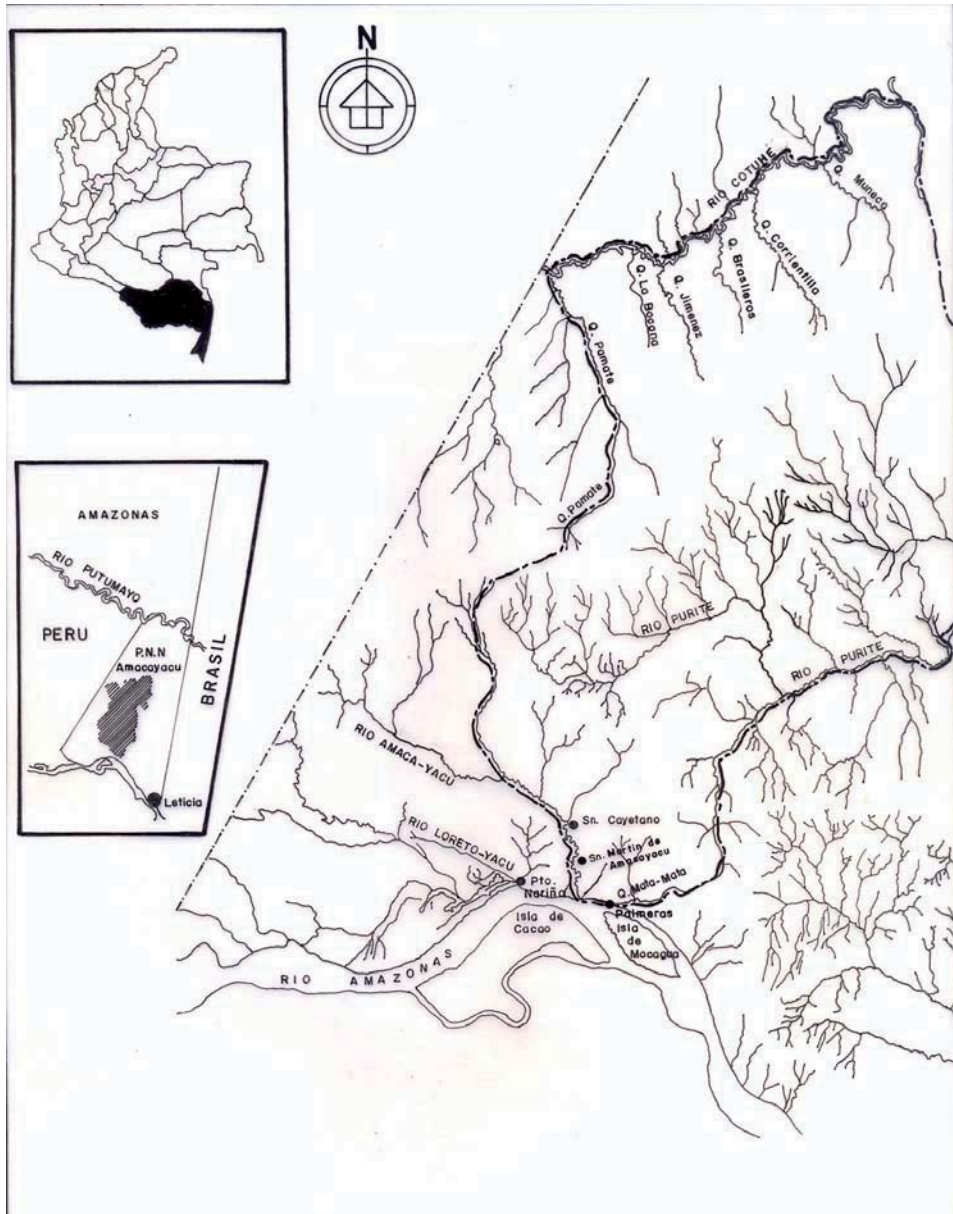 N
RIO COTUHE
Q. Muñeco
Q. Corrientilla
Q. Brasileros
Q. Jimenez
Q. La Bocana
Q. Pamate
Q. Pamate
AMAZONAS
RIO PUTUMAYO
PERU
P.N.N
Amacayacu
BRASIL
Leticia
RIO PURITE
RIO PURITE
RIO AMACA-YACU
Sn. Cayetano
RIO LORETO-YACU
Sn. Martin de
Amacayacu
Pto.
Nariño
Q. Mata-Mata
Palmeras
Isla de
Cacao
Isla
de
Mocagua
RIO AMAZONAS